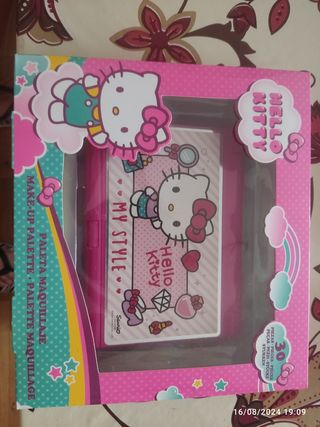 HELLO
KITTY
MY STYLE
Hello
Kitty
Sanrio
PALETA MAQUILLAJE
MAKE-UP PALETTE - PALETTE MAQUILLAGE
30
16/08/2024 19:09